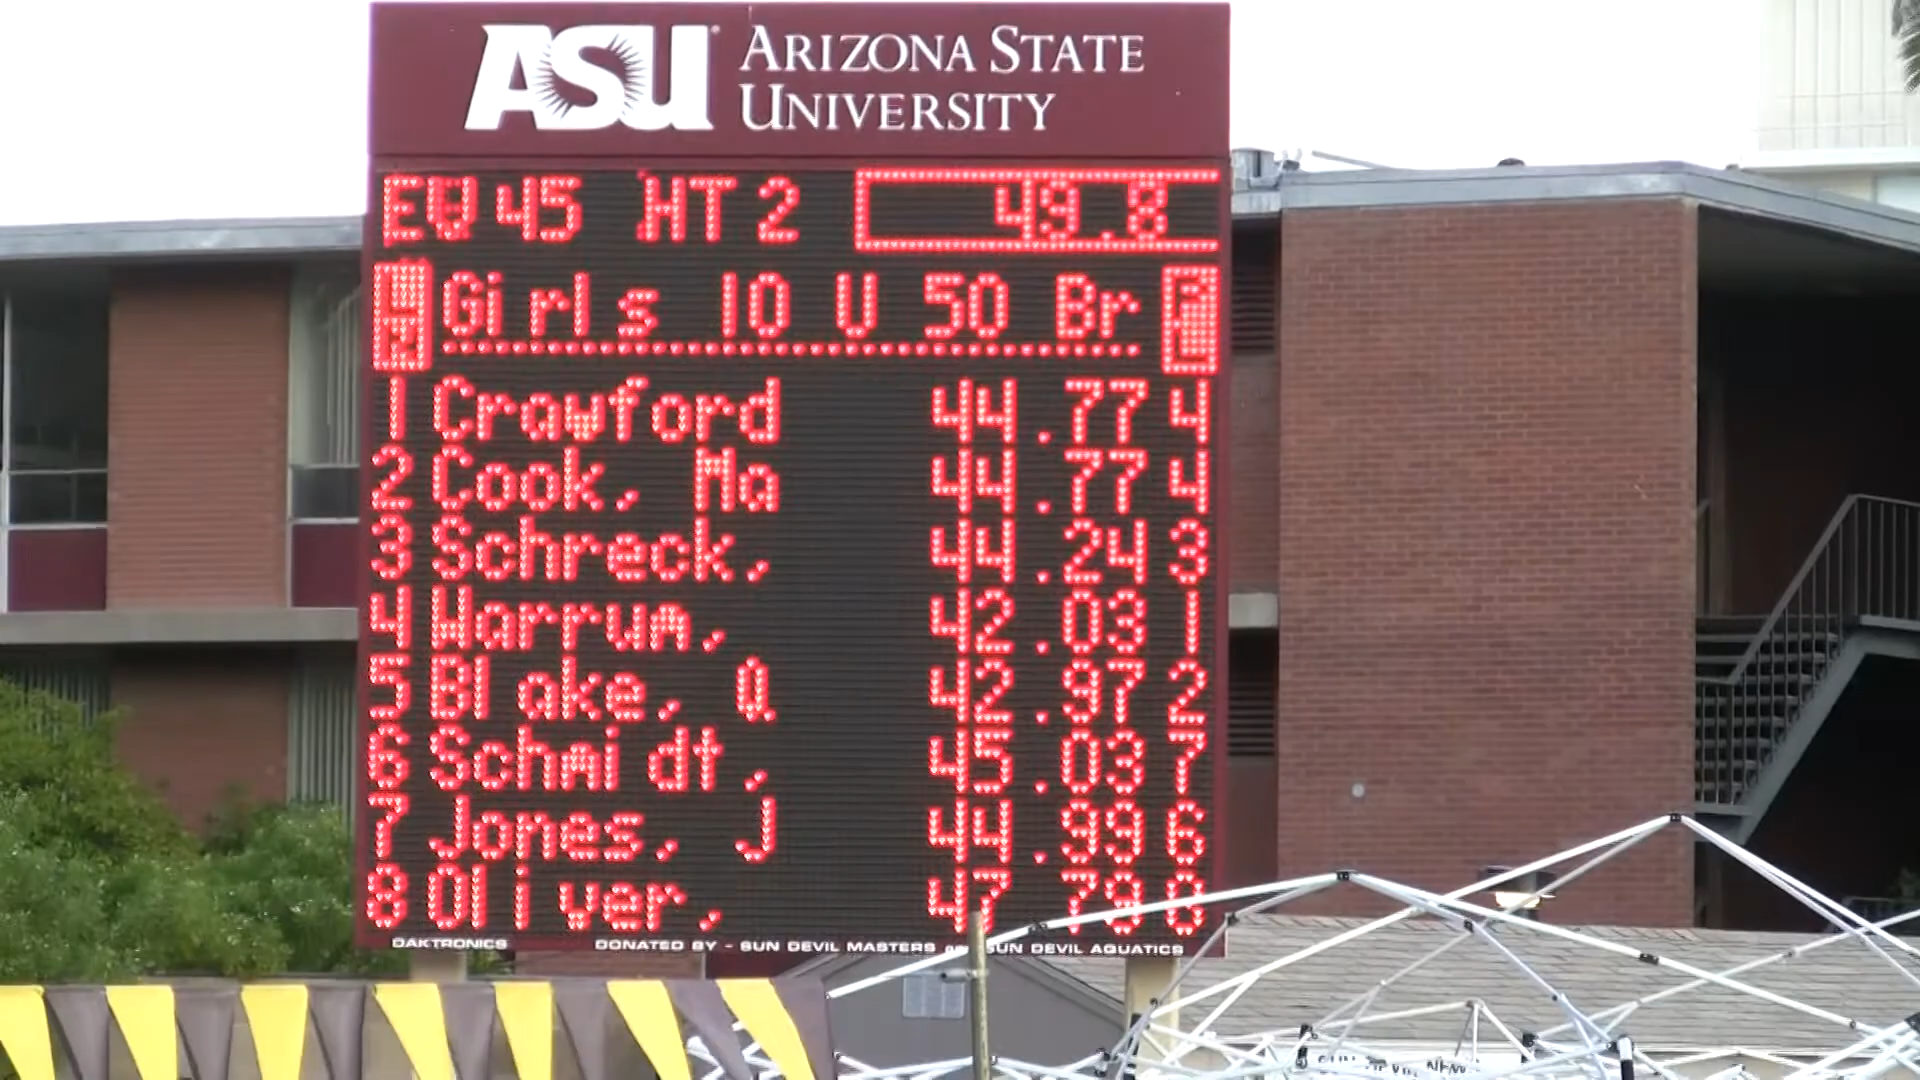 ASU ARIZONA STATE
UNIVERSITY
EV 45 HT 2 49.8
LN Girls 10 U 50 Br PL
1 Crawford 44.77 4
2 Cook, Ma 44.77 4
3 Schreck, 44.24 3
4 Warrum, 42.03 1
5 Blake, Q 42.97 2
6 Schmidt, 45.03 7
7 Jones, J 44.99 6
8 Oliver, 47.79 8
DAKTRONICS DONATED BY - SUN DEVIL MASTERS and SUN DEVIL AQUATICS